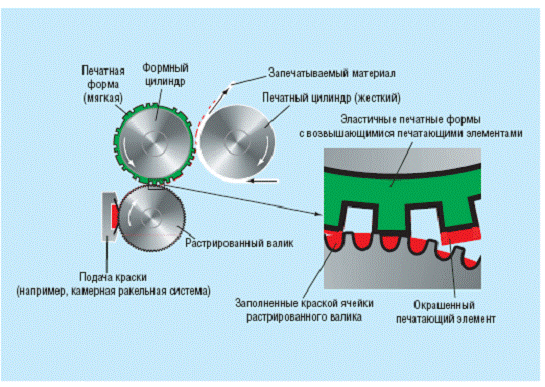 Печатная
форма
(мягкая)
Формный
цилиндр
Запечатываемый материал
Печатный цилиндр (жесткий)
Эластичные печатные формы
с возвышающимися печатающими элементами
Растрированный валик
Подача краски
(например, камерная ракельная система)
Заполненные краской ячейки
растрированного валика
Окрашенный
печатающий элемент